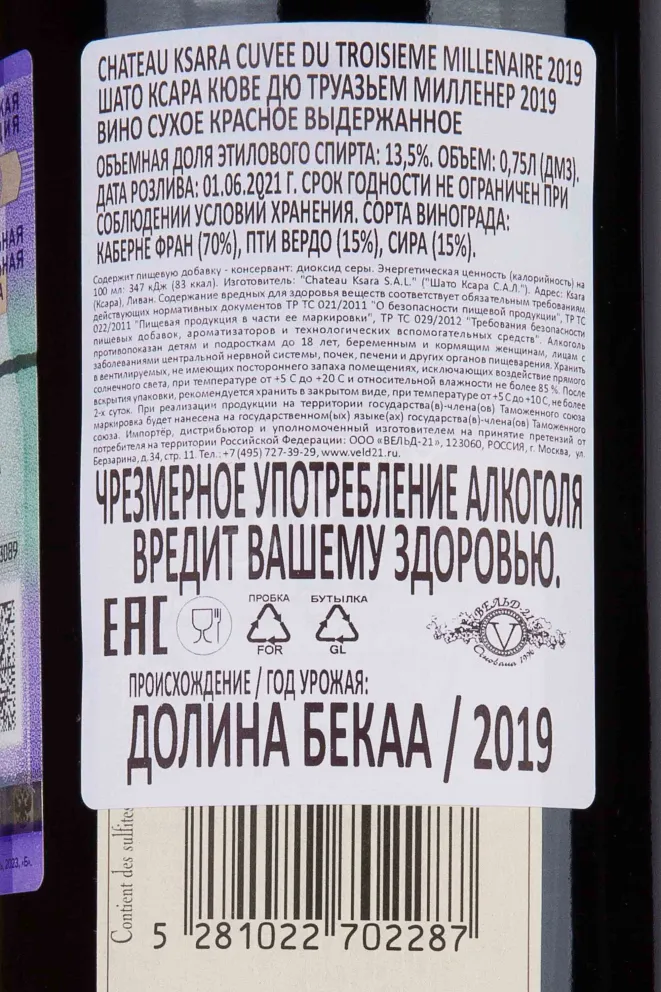 CHATEAU KSARA CUVEE DU TROISIEME MILLENAIRE 2019
ШАТО КСАРА КЮВЕ ДЮ ТРУАЗЬЕМ МИЛЛЕНЕР 2019
ВИНО СУХОЕ КРАСНОЕ ВЫДЕРЖАННОЕ
ОБЪЕМНАЯ ДОЛЯ ЭТИЛОВОГО СПИРТА: 13,5%. ОБЪЕМ: 0,75Л (ДМ3).
ДАТА РОЗЛИВА: 01.06.2021 Г. СРОК ГОДНОСТИ НЕ ОГРАНИЧЕН ПРИ
СОБЛЮДЕНИИ УСЛОВИЙ ХРАНЕНИЯ. СОРТА ВИНОГРАДА:
КАБЕРНЕ ФРАН (70%), ПТИ ВЕРДО (15%), СИРА (15%).
Содержит пищевую добавку - консервант: диоксид серы. Энергетическая ценность (калорийность) на
100 мл: 347 кДж (83 ккал). Изготовитель: "Chateau Ksara S.A.L." ("Шато Ксара С.А.Л."). Адрес: Ksara
(Ксара), Ливан. Содержание вредных для здоровья веществ соответствует обязательным требованиям
действующих нормативных документов ТР ТС 021/2011 "О безопасности пищевой продукции", ТР ТС
022/2011 "Пищевая продукция в части ее маркировки", ТР ТС 029/2012 "Требования безопасности
пищевых добавок, ароматизаторов и технологических вспомогательных средств". Алкоголь
противопоказан детям и подросткам до 18 лет, беременным и кормящим женщинам, лицам с
заболеваниями центральной нервной системы, почек, печени и других органов пищеварения. Хранить
в вентилируемых, не имеющих постороннего запаха помещениях, исключающих воздействие прямого
солнечного света, при температуре от +5 С до +20 С и относительной влажности не более 85 %. После
вскрытия упаковки, рекомендуется хранить в закрытом виде, при температуре от +5 С до +10 С, не более
2-х суток. При реализации продукции на территории государства(в)-члена(ов) Таможенного союза
маркировка будет нанесена на государственном(ых) языке(ах) государства(в)-члена(ов) Таможенного
союза. Импортёр, дистрибьютор и уполномоченный изготовителем на принятие претензий от
потребителя на территории Российской Федерации: ООО «ВЕЛЬД-21», 123060, РОССИЯ, г. Москва, ул.
Берзарина, д.34, стр. 11. Тел.: +7 (495) 727-39-29, www.veld21.ru.
ЧРЕЗМЕРНОЕ УПОТРЕБЛЕНИЕ АЛКОГОЛЯ
ВРЕДИТ ВАШЕМУ ЗДОРОВЬЮ.
EAC
ПРОБКА
FOR
БУТЫЛКА
GL
ВЕЛЬД-21
V
Основана 1996
ПРОИСХОЖДЕНИЕ / ГОД УРОЖАЯ:
ДОЛИНА БЕКАА / 2019
Contient des sulfites
5 281022 702287